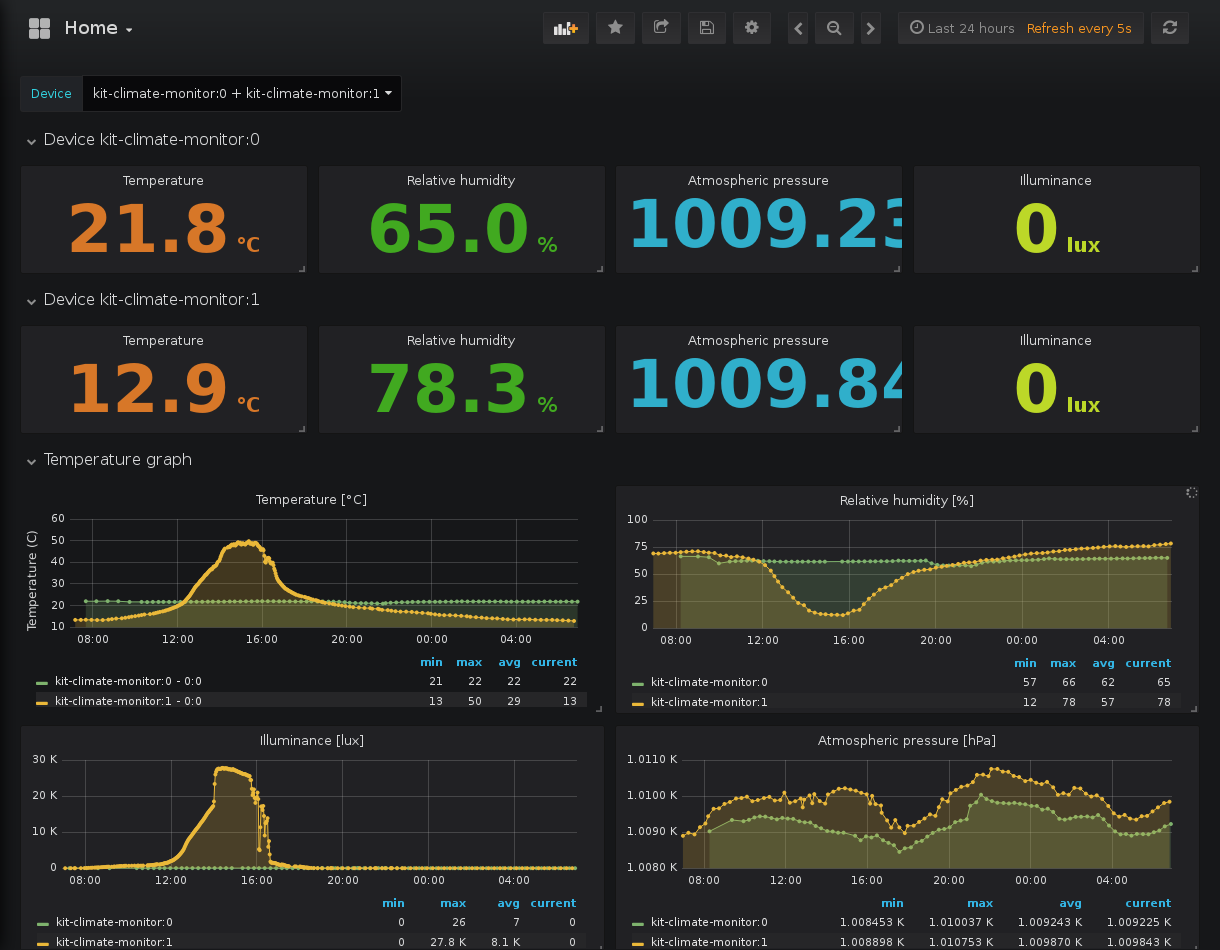 Home
Last 24 hours Refresh every 5s
Device kit-climate-monitor:0 + kit-climate-monitor:1
Device kit-climate-monitor:0
Temperature Relative humidity Atmospheric pressure Illuminance
21.8 °C 65.0 % 1009.23 0 lux
Device kit-climate-monitor:1
Temperature Relative humidity Atmospheric pressure Illuminance
12.9 °C 78.3 % 1009.84 0 lux
Temperature graph
Temperature [°C]
Temperature (C)
60
50
40
30
20
10
08:00 12:00 16:00 20:00 00:00 04:00
min max avg current
kit-climate-monitor:0 - 0:0 21 22 22 22
kit-climate-monitor:1 - 0:0 13 50 29 13
Relative humidity [%]
100
75
50
25
0
08:00 12:00 16:00 20:00 00:00 04:00
min max avg current
kit-climate-monitor:0 57 66 62 65
kit-climate-monitor:1 12 78 57 78
Illuminance [lux]
30 K
20 K
10 K
0
08:00 12:00 16:00 20:00 00:00 04:00
min max avg current
kit-climate-monitor:0 0 26 7 0
kit-climate-monitor:1 0 27.8 K 8.1 K 0
Atmospheric pressure [hPa]
1.0110 K
1.0100 K
1.0090 K
1.0080 K
08:00 12:00 16:00 20:00 00:00 04:00
min max avg current
kit-climate-monitor:0 1.008453 K 1.010037 K 1.009243 K 1.009225 K
kit-climate-monitor:1 1.008898 K 1.010753 K 1.009870 K 1.009843 K